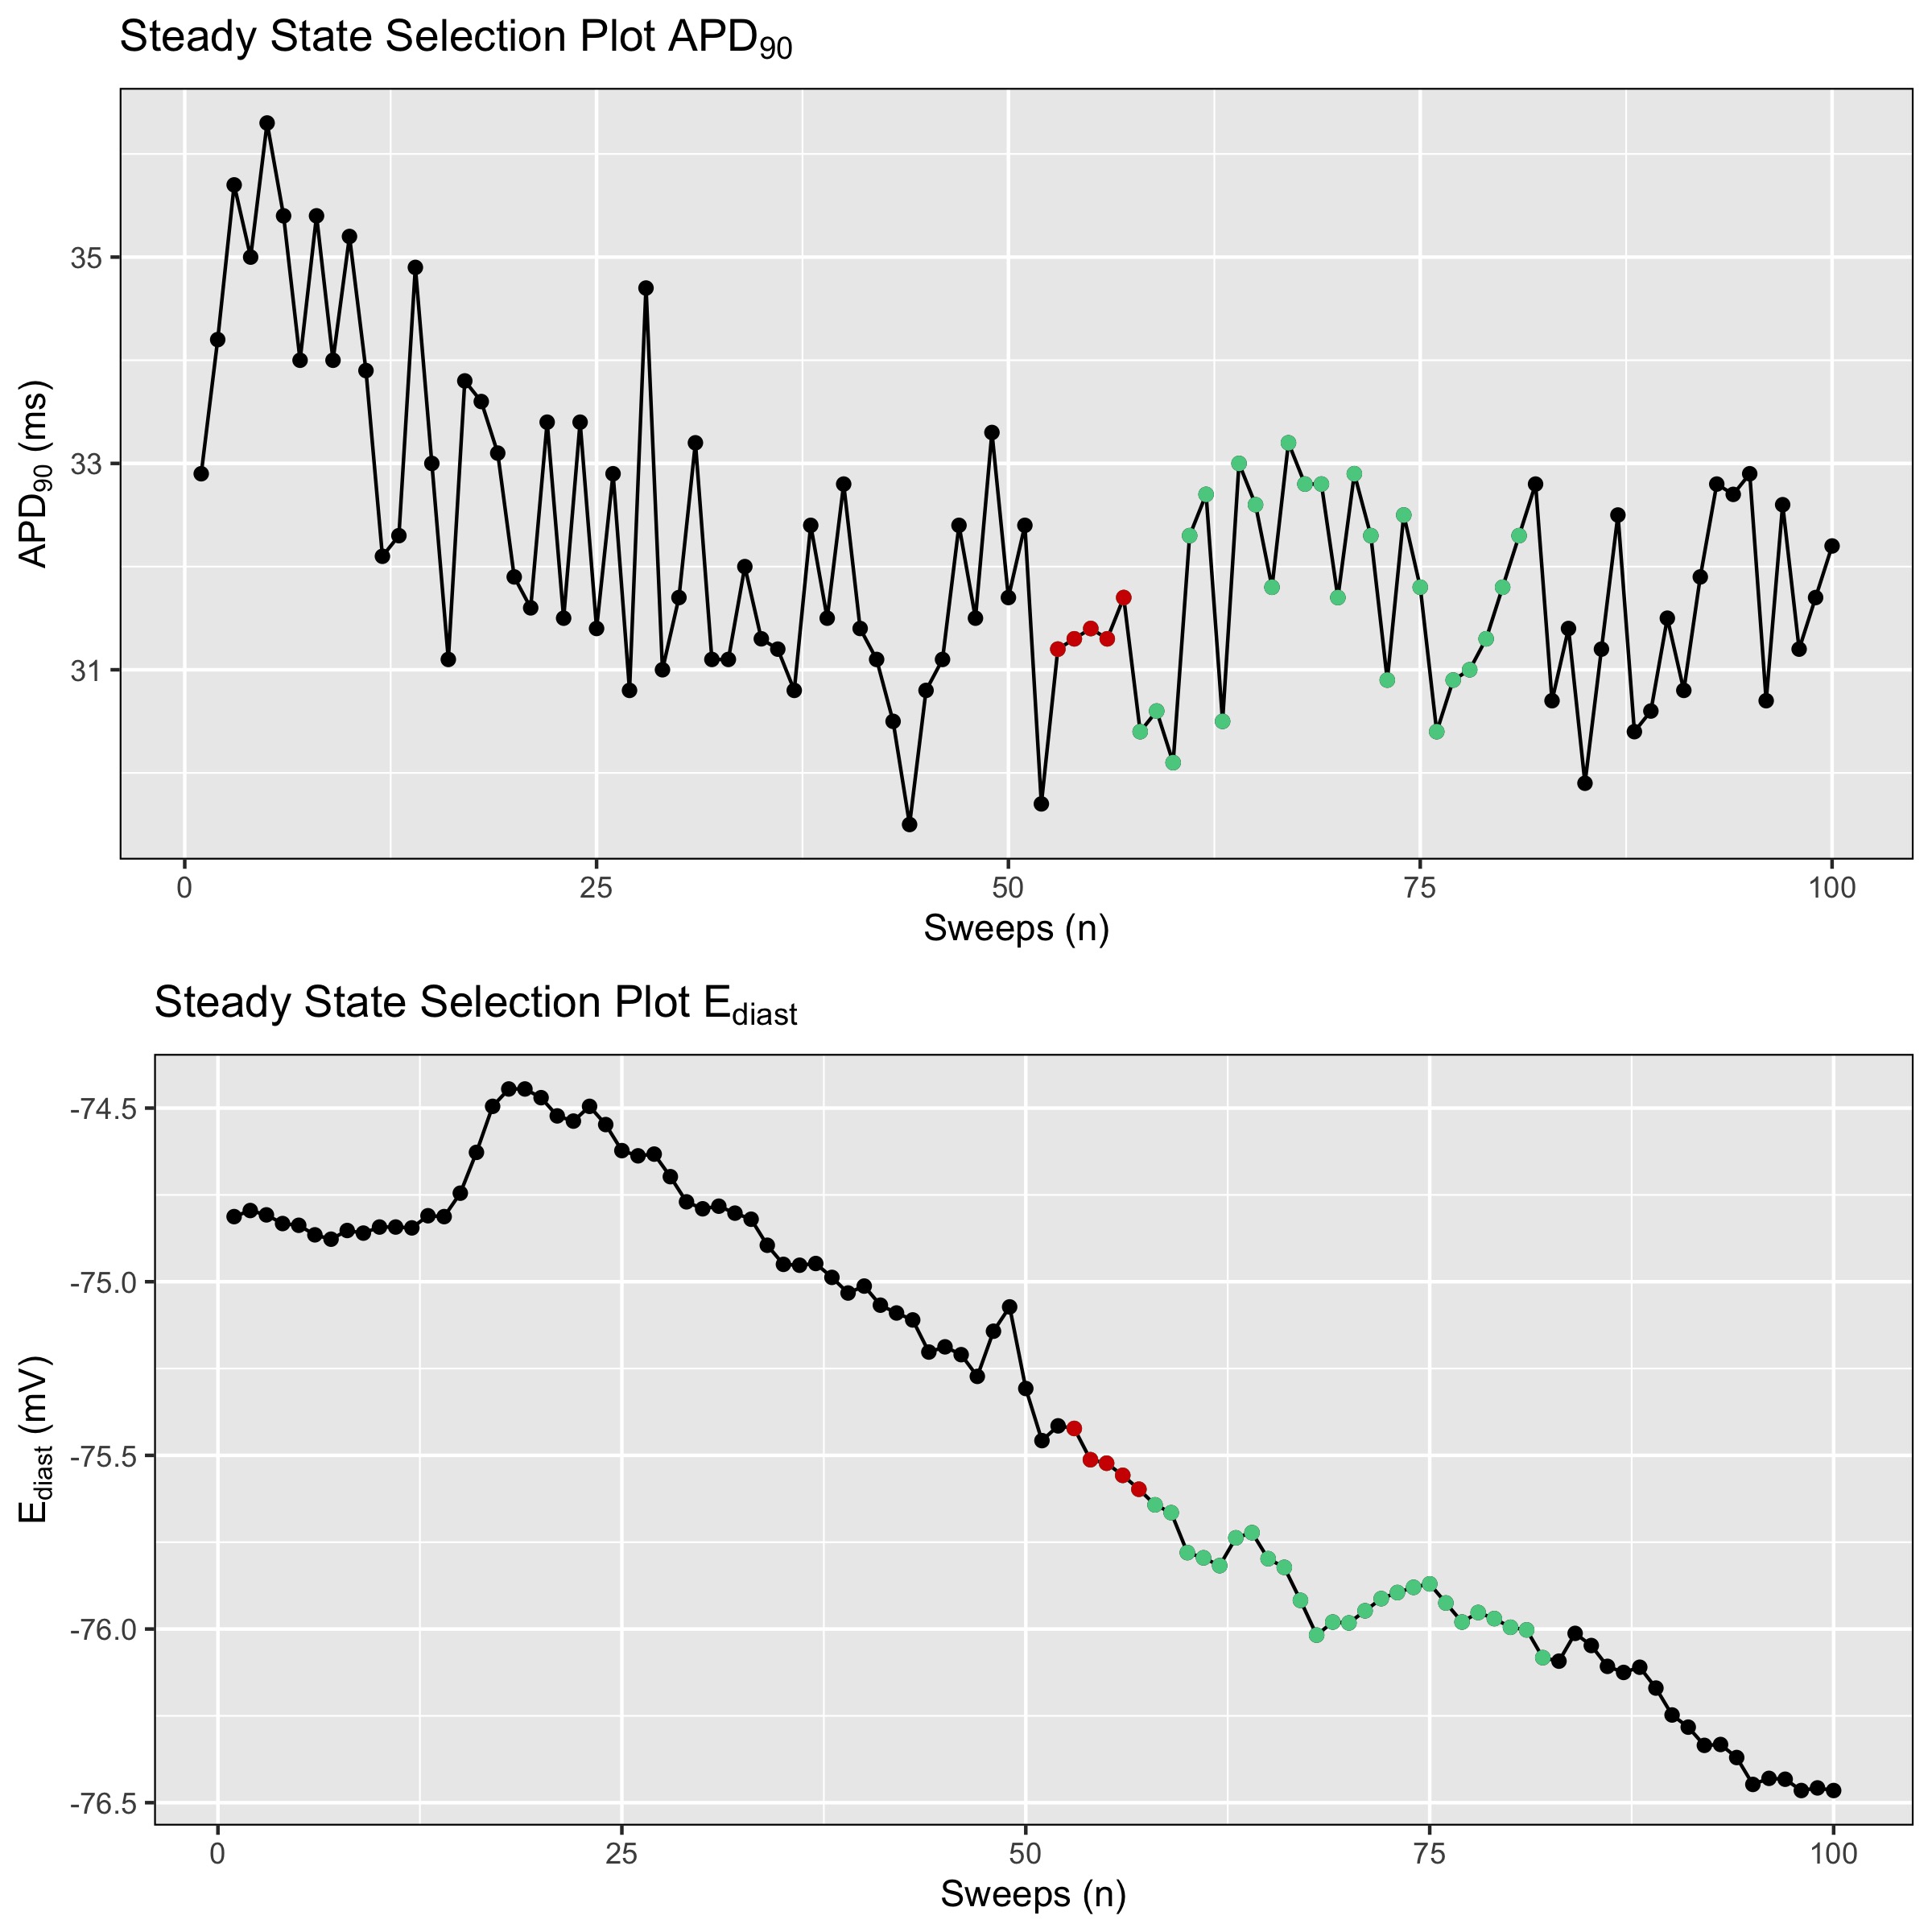 Steady State Selection Plot APD90
APD90 (ms)
35
33
31
0 25 50 75 100
Sweeps (n)
Steady State Selection Plot Ediast
Ediast (mV)
-74.5
-75.0
-75.5
-76.0
-76.5
0 25 50 75 100
Sweeps (n)